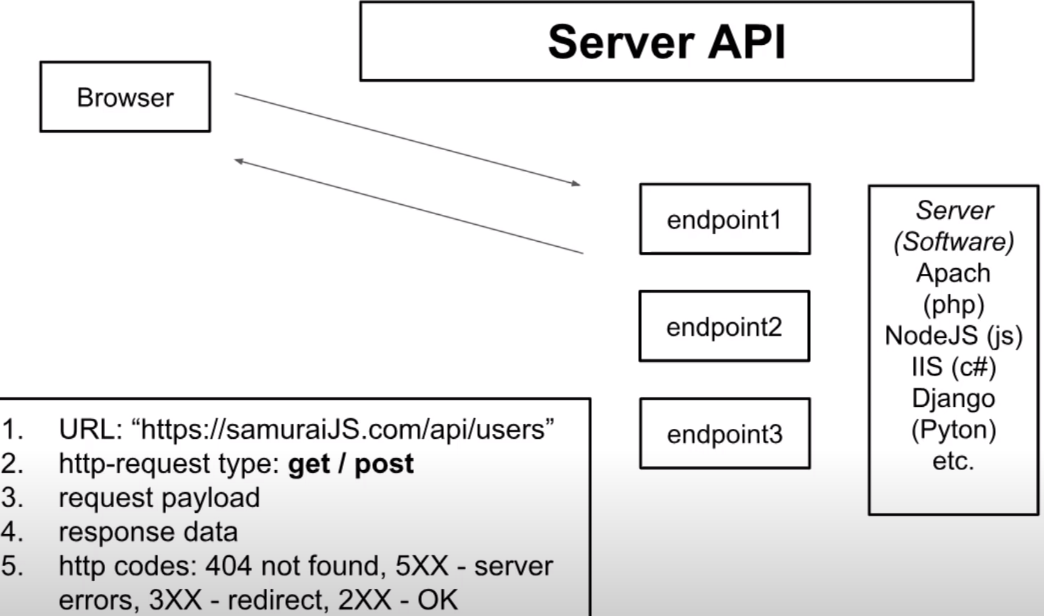 Server API
Browser
endpoint1
endpoint2
endpoint3
Server
(Software)
Apach
(php)
NodeJS (js)
IIS (c#)
Django
(Pyton)
etc.
1. URL: “https://samuraiJS.com/api/users”
2. http-request type: get / post
3. request payload
4. response data
5. http codes: 404 not found, 5XX - server
errors, 3XX - redirect, 2XX - OK